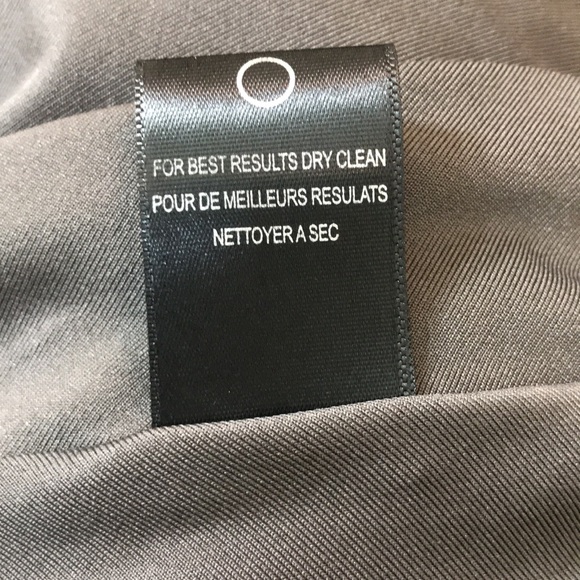 FOR BEST RESULTS DRY CLEAN
POUR DE MEILLEURS RESULATS
NETTOYER A SEC